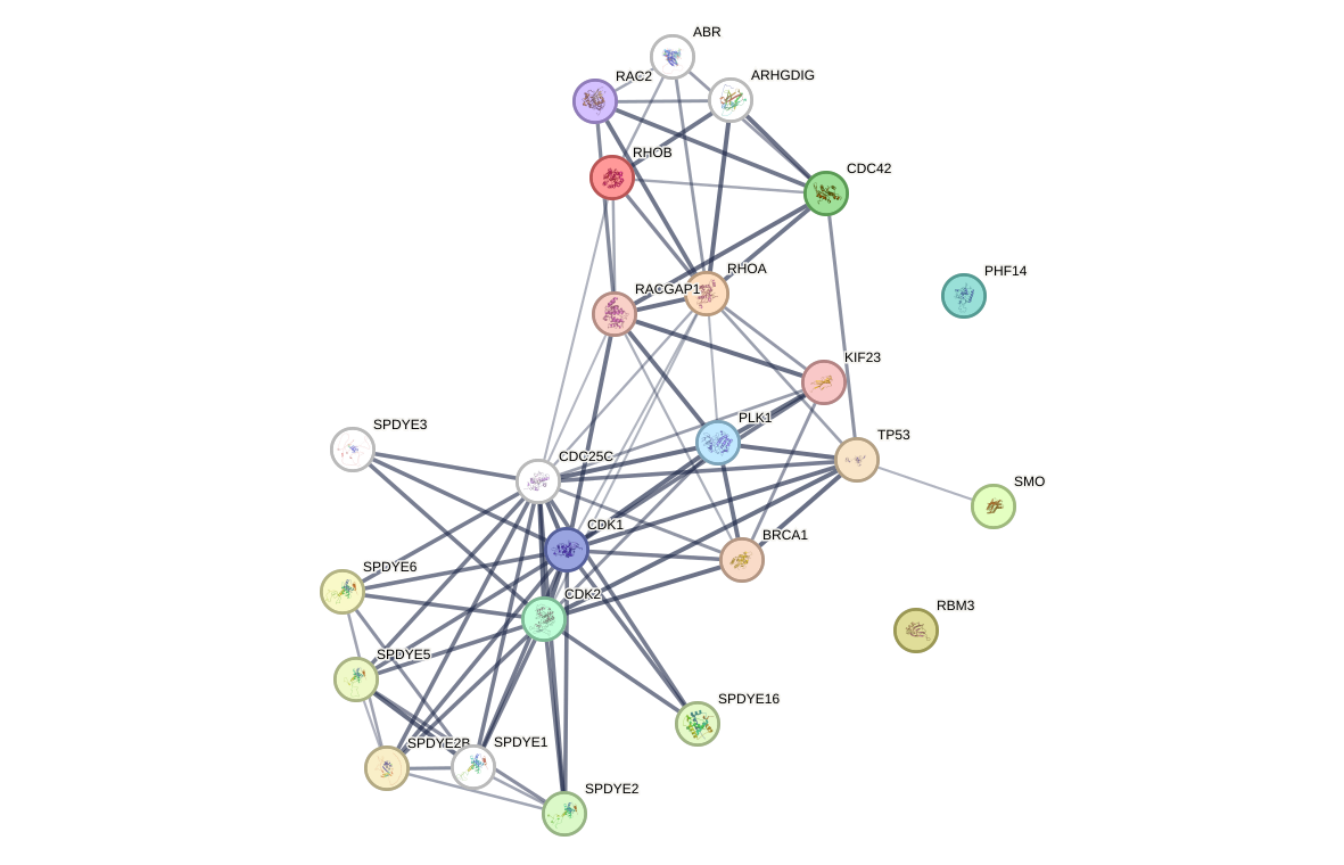 ABR
RAC2
ARHGDIG
RHOB
CDC42
RHOA
PHF14
RACGAP1
KIF23
PLK1
SPDYE3
TP53
CDC25C
SMO
CDK1
BRCA1
SPDYE6
CDK2
RBM3
SPDYE5
SPDYE16
SPDYE2B
SPDYE1
SPDYE2